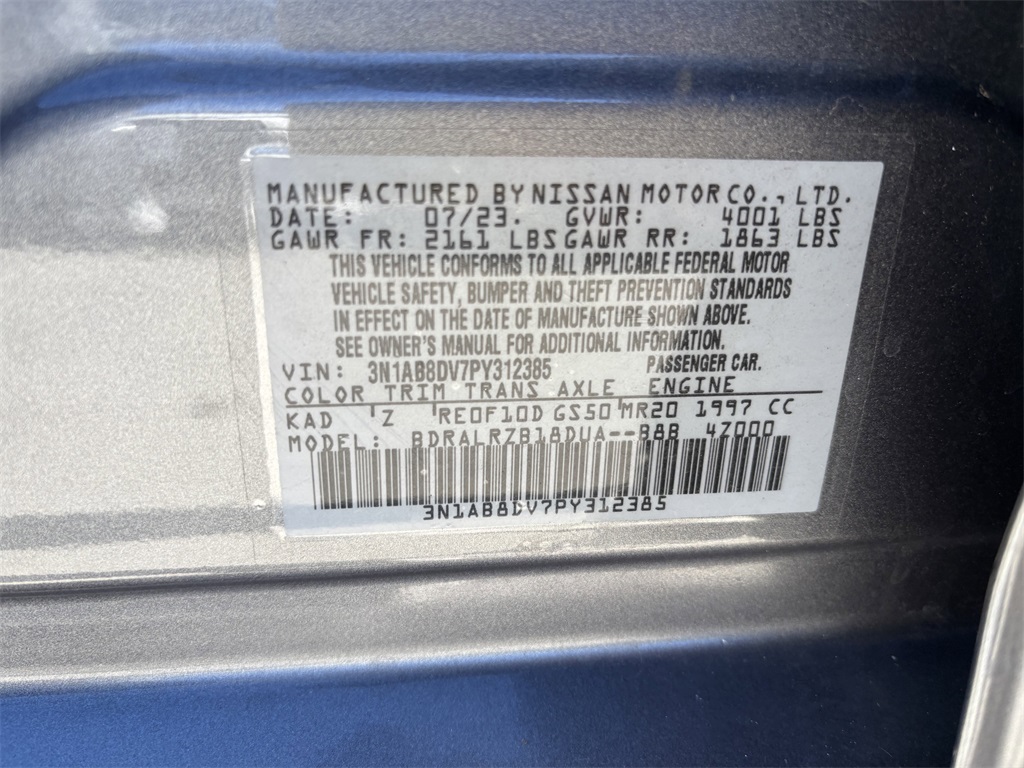 MANUFACTURED BY NISSAN MOTOR CO., LTD.
DATE: 07/23. GVWR: 4001 LBS
GAWR FR: 2161 LBS GAWR RR: 1863 LBS
THIS VEHICLE CONFORMS TO ALL APPLICABLE FEDERAL MOTOR
VEHICLE SAFETY, BUMPER AND THEFT PREVENTION STANDARDS
IN EFFECT ON THE DATE OF MANUFACTURE SHOWN ABOVE.
SEE OWNER'S MANUAL FOR ADDITIONAL INFORMATION.
VIN: 3N1AB8DV7PY312385 PASSENGER CAR.
COLOR TRIM TRANS AXLE ENGINE
KAD 'Z 'RE0F10D GS50'MR20 1997 CC
MODEL: BDRALRZB18DUA--B8B 4Z000
3N1AB8DV7PY312385